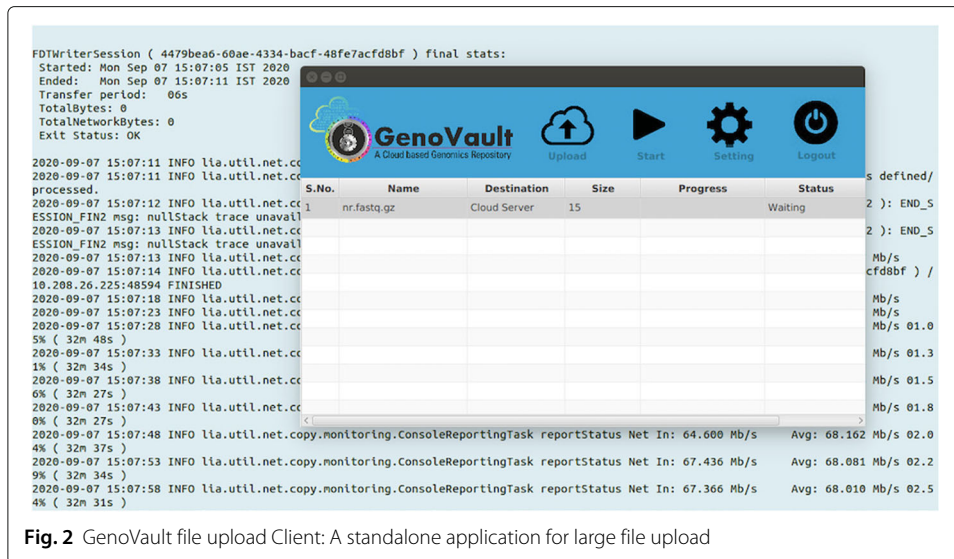 FDTWriterSession ( 4479bea6-60ae-4334-bacf-48fe7acfd8bf ) final stats:
Started: Mon Sep 07 15:07:05 IST 2020
Ended: Mon Sep 07 15:07:11 IST 2020
Transfer period: 06s
TotalBytes: 0
TotalNetworkBytes: 0
Exit Status: OK
GenoVault
A Cloud based Genomics Repository
Upload Start Setting Logout
S.No. Name Destination Size Progress Status
1 nr.fastq.gz Cloud Server 15 Waiting
2020-09-07 15:07:11 INFO lia.util.net.co
2020-09-07 15:07:11 INFO lia.util.net.co s defined/
processed.
2020-09-07 15:07:12 INFO lia.util.net.co 2 ): END_S
ESSION_FIN2 msg: nullStack trace unavail
2020-09-07 15:07:13 INFO lia.util.net.co 2 ): END_S
ESSION_FIN2 msg: nullStack trace unavail
2020-09-07 15:07:13 INFO lia.util.net.co Mb/s
2020-09-07 15:07:14 INFO lia.util.net.co cfd8bf ) /
10.208.26.225:48594 FINISHED
2020-09-07 15:07:18 INFO lia.util.net.co Mb/s
2020-09-07 15:07:23 INFO lia.util.net.co Mb/s
2020-09-07 15:07:28 INFO lia.util.net.co Mb/s 01.0
5% ( 32m 48s )
2020-09-07 15:07:33 INFO lia.util.net.co Mb/s 01.3
1% ( 32m 34s )
2020-09-07 15:07:38 INFO lia.util.net.co Mb/s 01.5
6% ( 32m 27s )
2020-09-07 15:07:43 INFO lia.util.net.co Mb/s 01.8
0% ( 32m 27s )
2020-09-07 15:07:48 INFO lia.util.net.copy.monitoring.ConsoleReportingTask reportStatus Net In: 64.600 Mb/s Avg: 68.162 Mb/s 02.0
4% ( 32m 37s )
2020-09-07 15:07:53 INFO lia.util.net.copy.monitoring.ConsoleReportingTask reportStatus Net In: 67.436 Mb/s Avg: 68.081 Mb/s 02.2
9% ( 32m 34s )
2020-09-07 15:07:58 INFO lia.util.net.copy.monitoring.ConsoleReportingTask reportStatus Net In: 67.366 Mb/s Avg: 68.010 Mb/s 02.5
4% ( 32m 31s )
Fig. 2 GenoVault file upload Client: A standalone application for large file upload